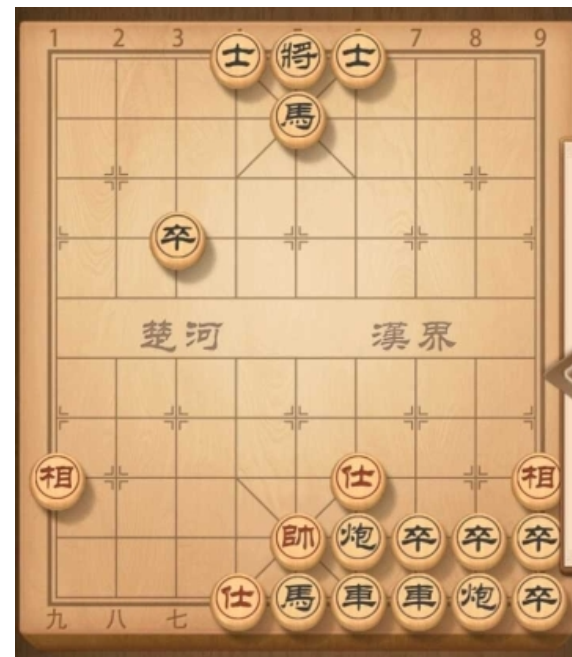 1 2 3 4 5 6 7 8 9
士 將 士
馬
卒
楚河 漢界
相 仕 相
帥 炮 卒 卒 卒
仕 馬 車 車 炮 卒
九 八 七